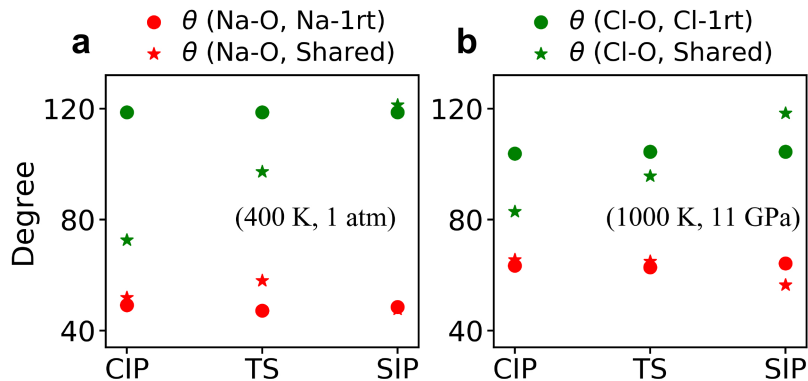 a
θ (Na-O, Na-1rt)
θ (Na-O, Shared)
b
θ (Cl-O, Cl-1rt)
θ (Cl-O, Shared)
Degree
120
80
40
(400 K, 1 atm)
CIP TS SIP
120
80
40
(1000 K, 11 GPa)
CIP TS SIP